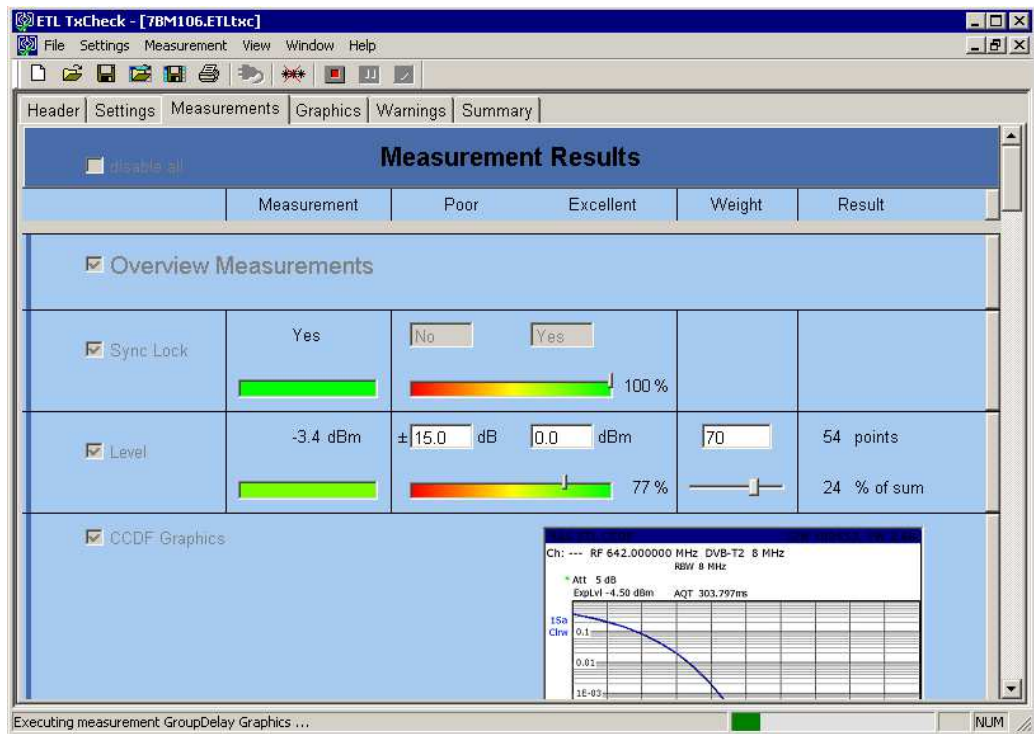 ETL TxCheck - [7BM106.ETLtxc]
File Settings Measurement View Window Help
Header Settings Measurements Graphics Warnings Summary
disable all
Measurement Results
Measurement Poor Excellent Weight Result
Overview Measurements
Sync Lock
Yes No Yes
100 %
Level
-3.4 dBm ± 15.0 dB 0.0 dBm 70 54 points
77 % 24 % of sum
CCDF Graphics
Ch: --- RF 642.000000 MHz DVB-T2 8 MHz
RBW 8 MHz
* Att 5 dB
ExpLvl -4.50 dBm AQT 303.797ms
1Sa
Clrw 0.1
0.01
1E-03
Executing measurement GroupDelay Graphics ... NUM